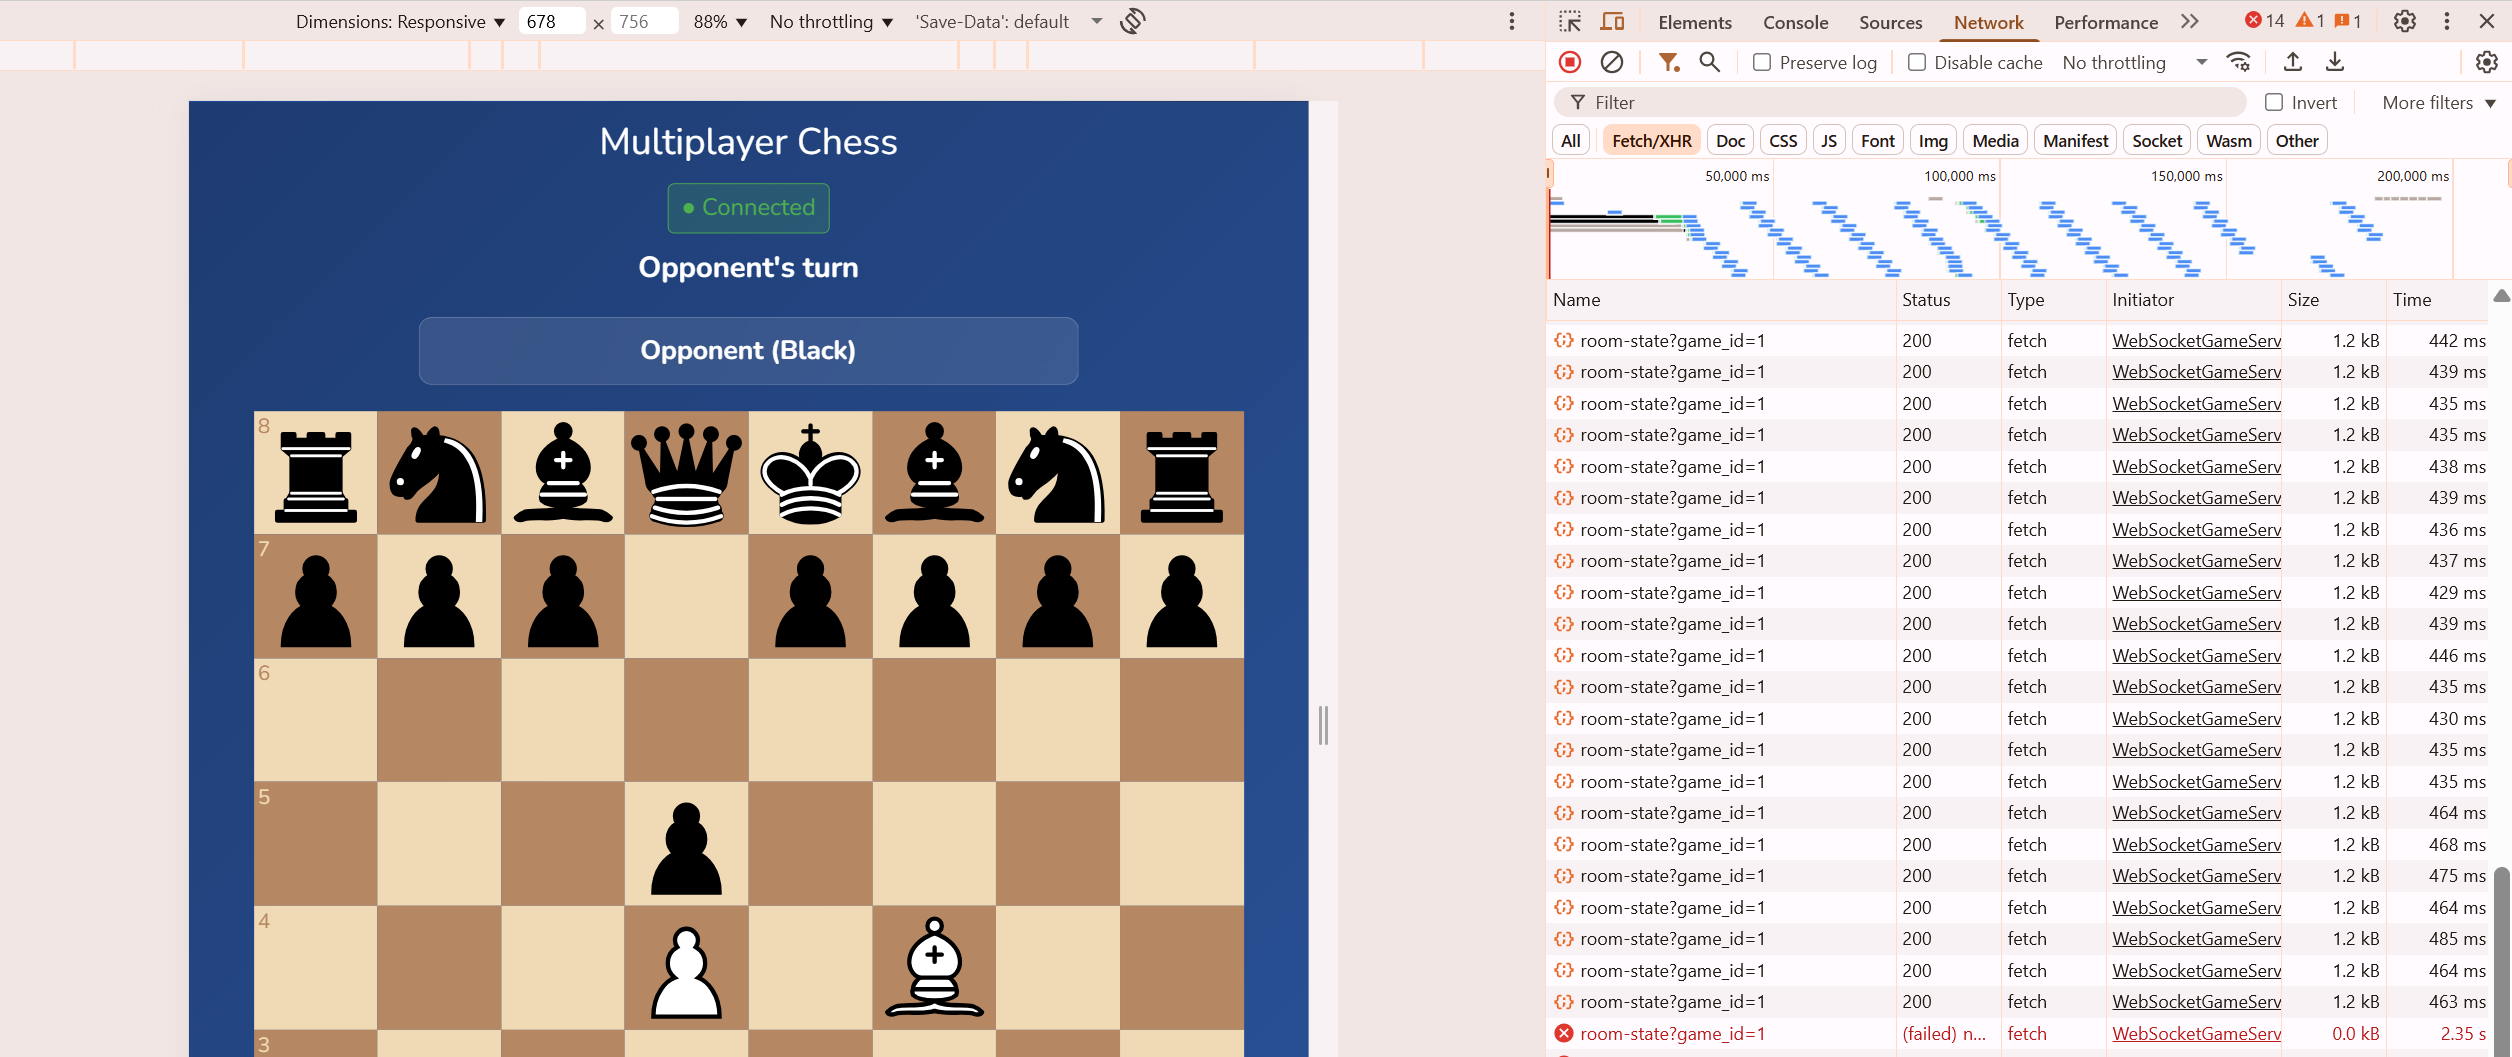 Dimensions: Responsive ▼ 678 × 756 88% ▼ No throttling ▼ 'Save-Data': default
Multiplayer Chess
● Connected
Opponent's turn
Opponent (Black)
8
7
6
5
4
3
Elements Console Sources Network Performance 14 1 1
Preserve log Disable cache No throttling
Filter Invert More filters ▼
All Fetch/XHR Doc CSS JS Font Img Media Manifest Socket Wasm Other
50,000 ms 100,000 ms 150,000 ms 200,000 ms
Name Status Type Initiator Size Time
room-state?game_id=1 200 fetch WebSocketGameServ 1.2 kB 442 ms
room-state?game_id=1 200 fetch WebSocketGameServ 1.2 kB 439 ms
room-state?game_id=1 200 fetch WebSocketGameServ 1.2 kB 435 ms
room-state?game_id=1 200 fetch WebSocketGameServ 1.2 kB 435 ms
room-state?game_id=1 200 fetch WebSocketGameServ 1.2 kB 438 ms
room-state?game_id=1 200 fetch WebSocketGameServ 1.2 kB 439 ms
room-state?game_id=1 200 fetch WebSocketGameServ 1.2 kB 436 ms
room-state?game_id=1 200 fetch WebSocketGameServ 1.2 kB 437 ms
room-state?game_id=1 200 fetch WebSocketGameServ 1.2 kB 429 ms
room-state?game_id=1 200 fetch WebSocketGameServ 1.2 kB 439 ms
room-state?game_id=1 200 fetch WebSocketGameServ 1.2 kB 446 ms
room-state?game_id=1 200 fetch WebSocketGameServ 1.2 kB 435 ms
room-state?game_id=1 200 fetch WebSocketGameServ 1.2 kB 430 ms
room-state?game_id=1 200 fetch WebSocketGameServ 1.2 kB 435 ms
room-state?game_id=1 200 fetch WebSocketGameServ 1.2 kB 435 ms
room-state?game_id=1 200 fetch WebSocketGameServ 1.2 kB 464 ms
room-state?game_id=1 200 fetch WebSocketGameServ 1.2 kB 468 ms
room-state?game_id=1 200 fetch WebSocketGameServ 1.2 kB 475 ms
room-state?game_id=1 200 fetch WebSocketGameServ 1.2 kB 464 ms
room-state?game_id=1 200 fetch WebSocketGameServ 1.2 kB 485 ms
room-state?game_id=1 200 fetch WebSocketGameServ 1.2 kB 464 ms
room-state?game_id=1 200 fetch WebSocketGameServ 1.2 kB 463 ms
room-state?game_id=1 (failed) n... fetch WebSocketGameServ 0.0 kB 2.35 s